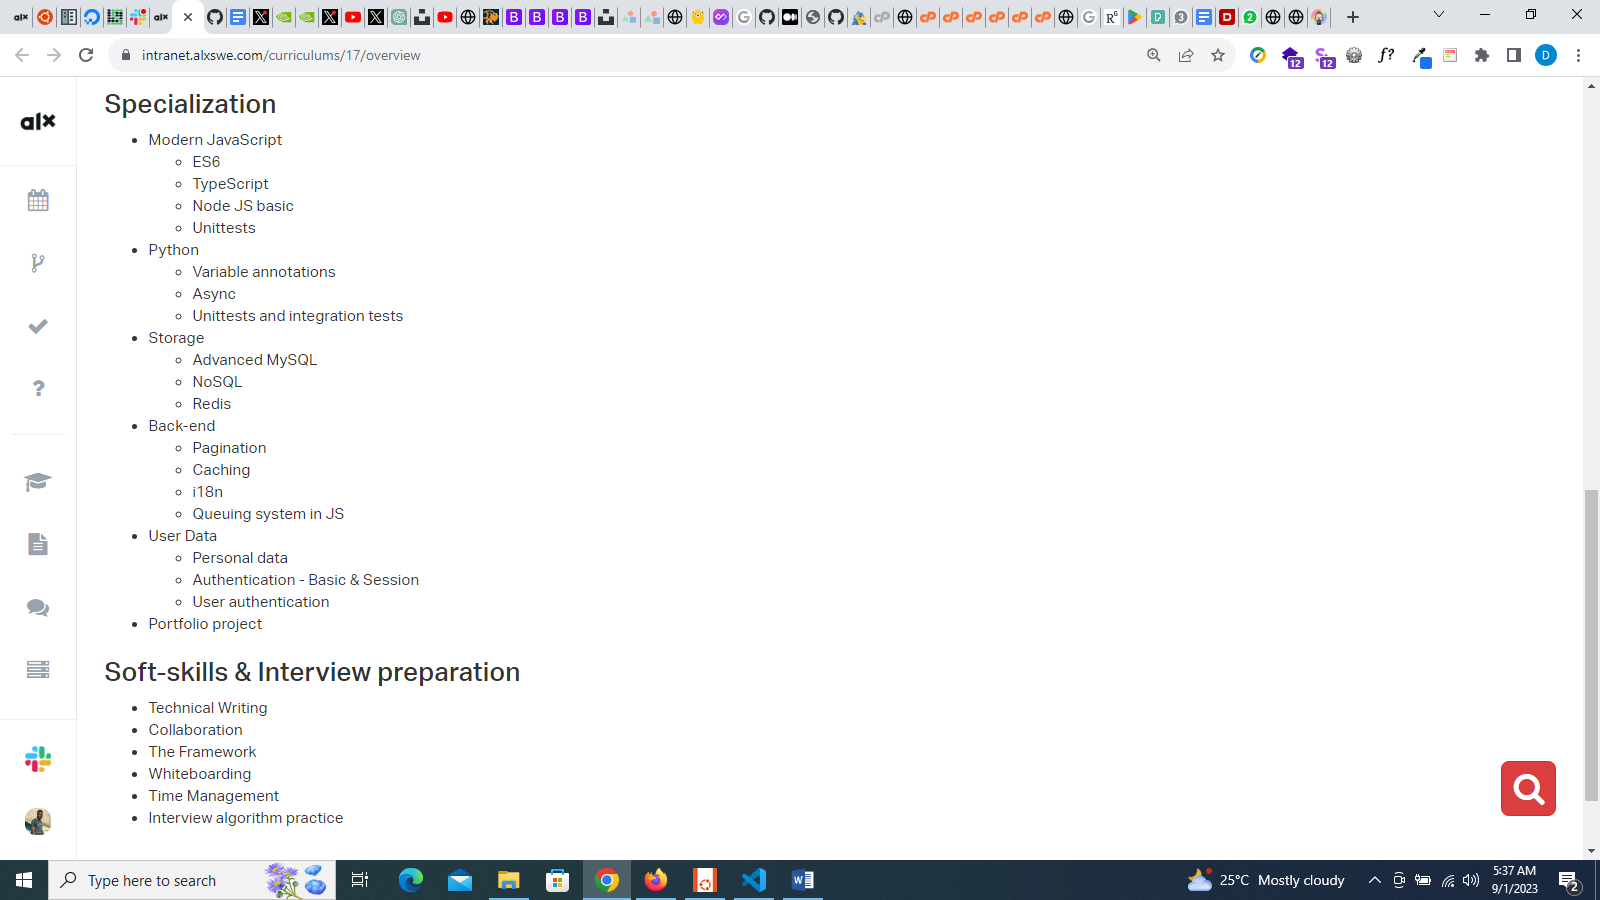 intranet.alxswe.com/curriculums/17/overview
12
12
f?
D
alx
Specialization
Modern JavaScript
ES6
TypeScript
Node JS basic
Unittests
Python
Variable annotations
Async
Unittests and integration tests
Storage
Advanced MySQL
NoSQL
Redis
Back-end
Pagination
Caching
i18n
Queuing system in JS
User Data
Personal data
Authentication - Basic & Session
User authentication
Portfolio project
Soft-skills & Interview preparation
Technical Writing
Collaboration
The Framework
Whiteboarding
Time Management
Interview algorithm practice
Type here to search
25°C Mostly cloudy
5:37 AM
9/1/2023
2